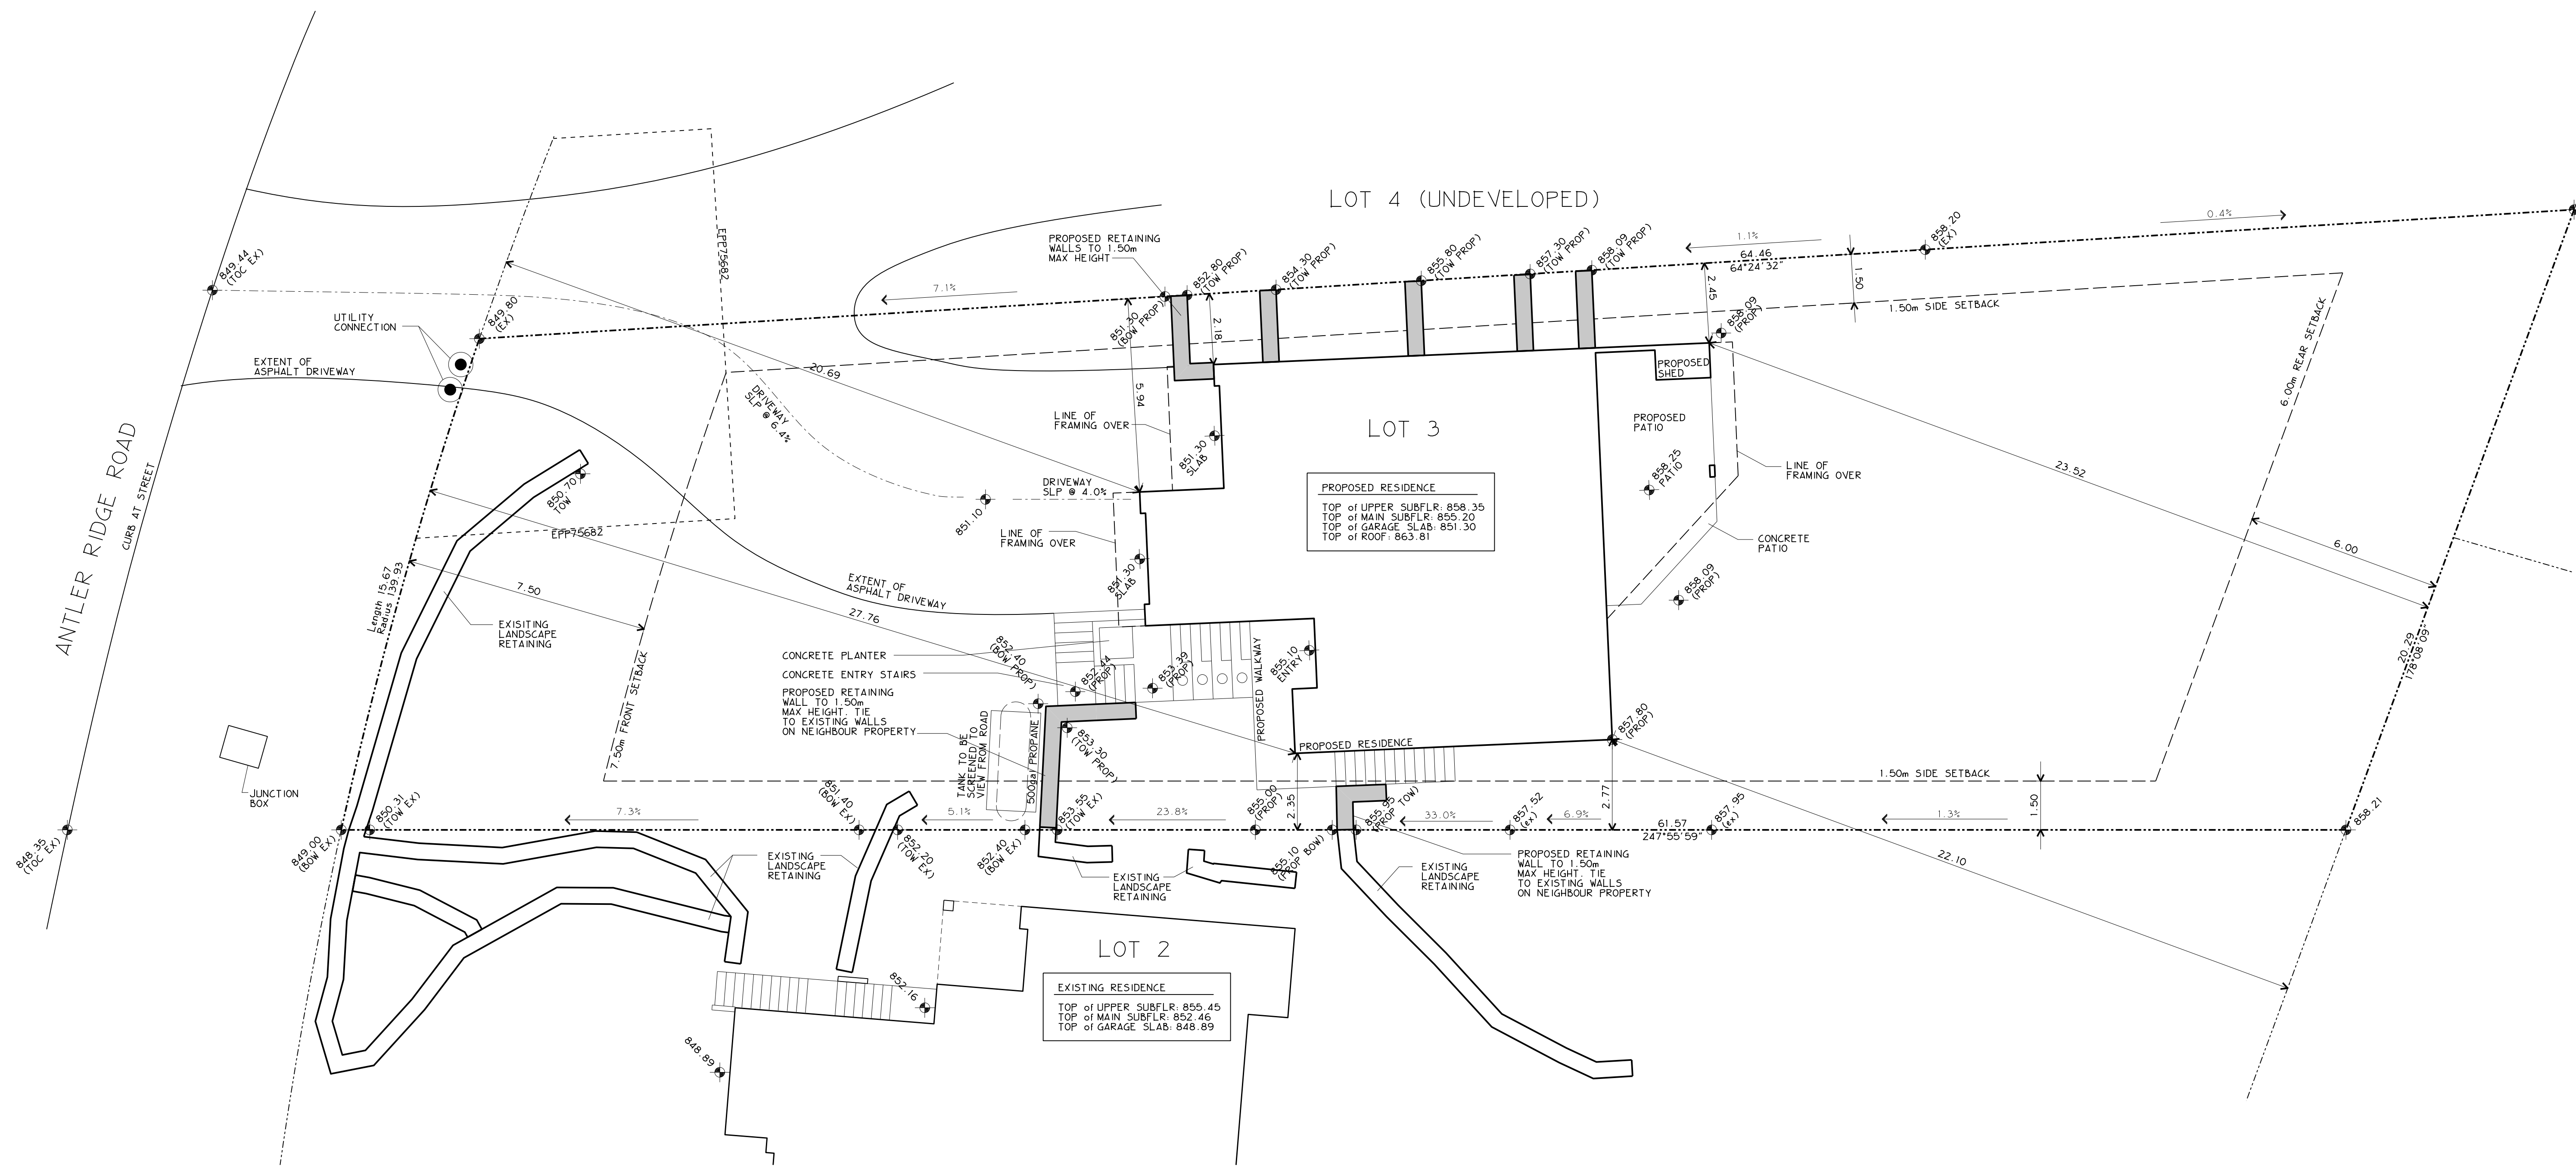 LOT 4 (UNDEVELOPED)
858.20
(EX)
0.4%
1.1%
64.46
64°24'32"
1.50
1.50m SIDE SETBACK
2.45
858.09
(PROP)
6.00m REAR SETBACK
EPP75682
PROPOSED RETAINING
WALLS TO 1.50m
MAX HEIGHT
852.80
(TOW PROP)
854.30
(TOW PROP)
855.80
(TOW PROP)
857.30
(TOW PROP)
858.09
(TOW PROP)
849.44
(TOC EX)
849.80
(EX)
7.1%
851.30
(BOW PROP)
2.18
5.94
UTILITY
CONNECTION
EXTENT OF
ASPHALT DRIVEWAY
20.69
DRIVEWAY
SLP @ 6.4%
LINE OF
FRAMING OVER
851.30
SLAB
LOT 3
PROPOSED
SHED
PROPOSED
PATIO
858.25
PATIO
LINE OF
FRAMING OVER
23.52
ANTLER RIDGE ROAD
CURB AT STREET
850.70
TOW
EPP75682
DRIVEWAY
SLP @ 4.0%
851.10
LINE OF
FRAMING OVER
851.30
SLAB
PROPOSED RESIDENCE
TOP of UPPER SUBFLR: 858.35
TOP of MAIN SUBFLR: 855.20
TOP of GARAGE SLAB: 851.30
TOP of ROOF: 863.81
CONCRETE
PATIO
858.09
(PROP)
6.00
Length 15.67
Radius 139.93
7.50
EXTENT OF
ASPHALT DRIVEWAY
27.76
EXISITING
LANDSCAPE
RETAINING
7.50m FRONT SETBACK
CONCRETE PLANTER
CONCRETE ENTRY STAIRS
PROPOSED RETAINING
WALL TO 1.50m
MAX HEIGHT. TIE
TO EXISTING WALLS
ON NEIGHBOUR PROPERTY
852.40
(BOW PROP)
852.44
(PROP)
853.39
(PROP)
PROPOSED WALKWAY
855.10
ENTRY
20.29
178°08'09"
TANK TO BE
SCREENED TO
VIEW FROM ROAD
500gal PROPANE
853.30
(TOW PROP)
PROPOSED RESIDENCE
857.80
(PROP)
1.50m SIDE SETBACK
JUNCTION
BOX
848.35
(TOC EX)
849.00
(BOW EX)
850.31
(TOW EX)
7.3%
851.40
(BOW EX)
852.20
(TOW EX)
5.1%
852.40
(BOW EX)
853.55
(TOW EX)
23.8%
855.00
(PROP)
2.35
855.10
(PROP BOW)
855.95
(PROP TOW)
33.0%
857.52
(ex)
6.9%
2.77
61.57
247°55'59"
857.95
(ex)
1.3%
1.50
858.21
22.10
EXISTING
LANDSCAPE
RETAINING
EXISTING
LANDSCAPE
RETAINING
EXISTING
LANDSCAPE
RETAINING
PROPOSED RETAINING
WALL TO 1.50m
MAX HEIGHT. TIE
TO EXISTING WALLS
ON NEIGHBOUR PROPERTY
LOT 2
852.16
848.89
EXISTING RESIDENCE
TOP of UPPER SUBFLR: 855.45
TOP of MAIN SUBFLR: 852.46
TOP of GARAGE SLAB: 848.89